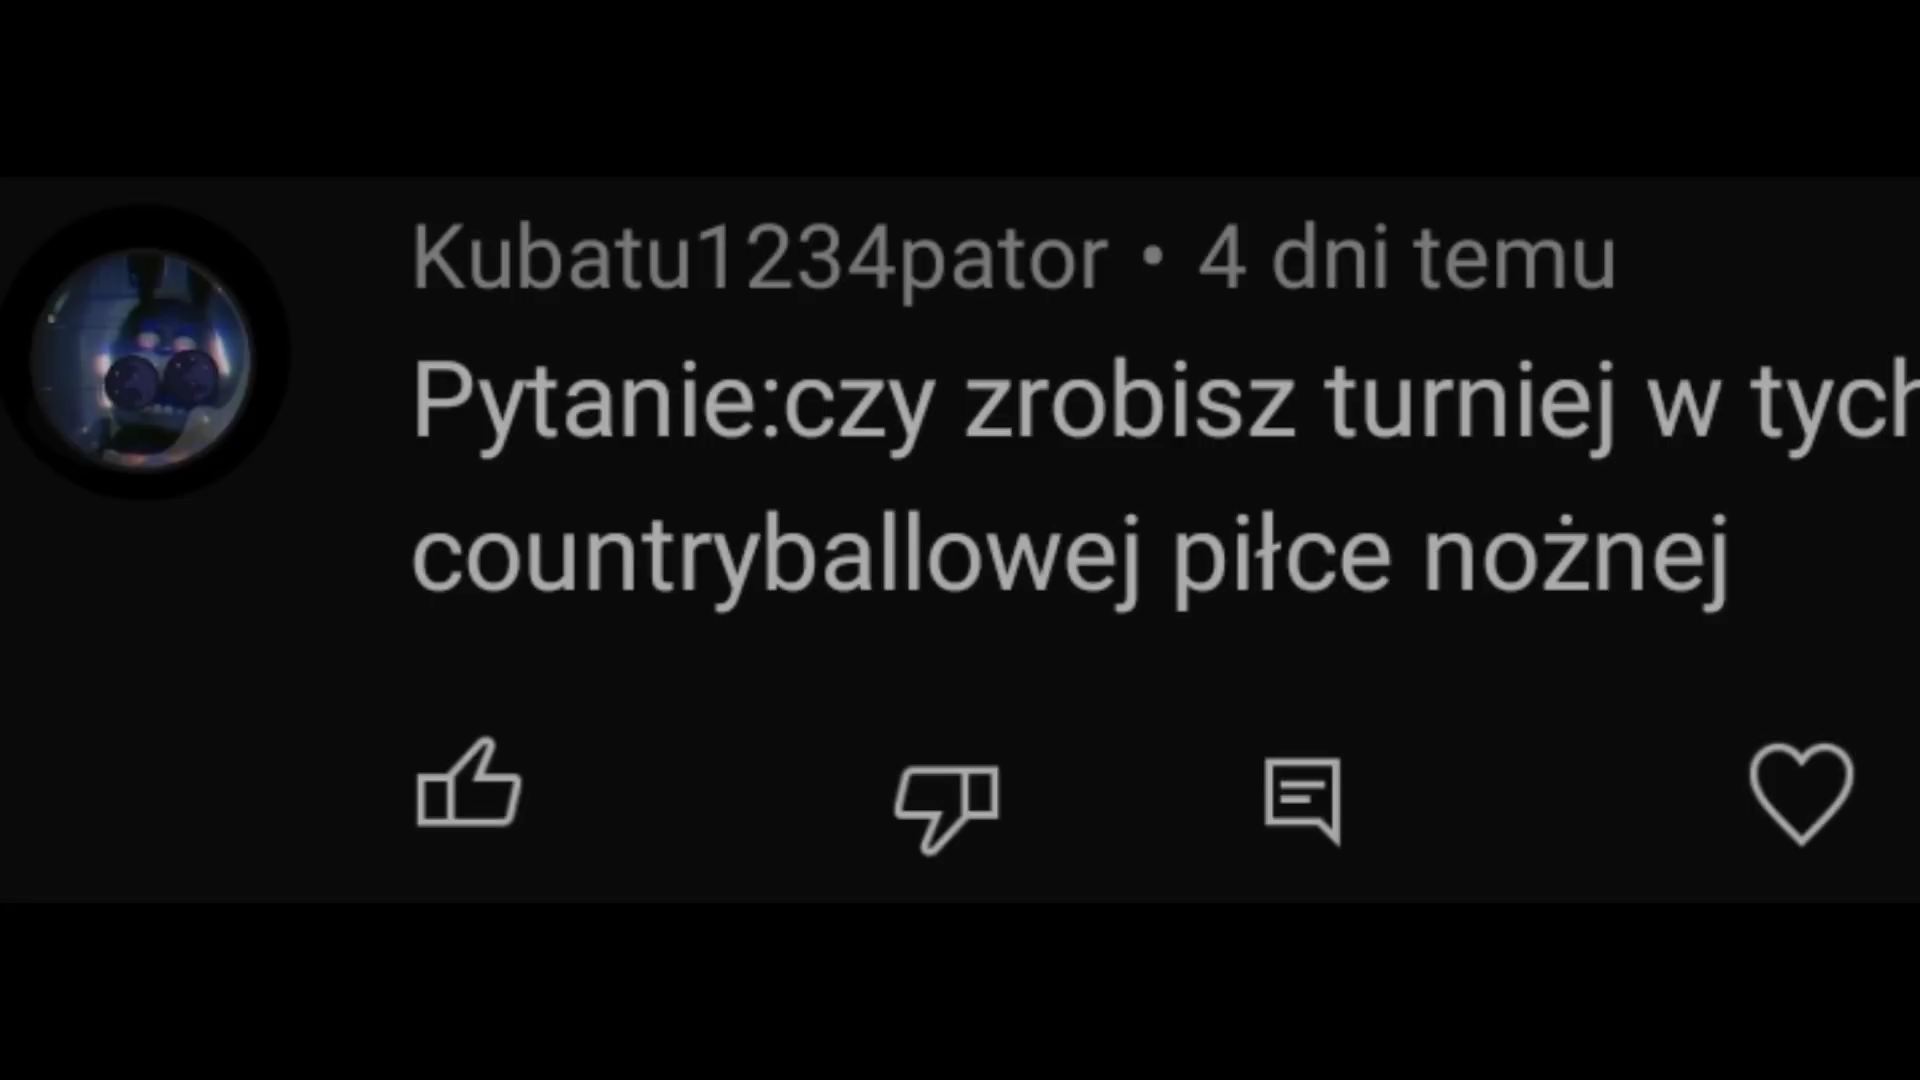 Kubatu1234pator • 4 dni temu
Pytanie:czy zrobisz turniej w tych
countryballowej piłce nożnej